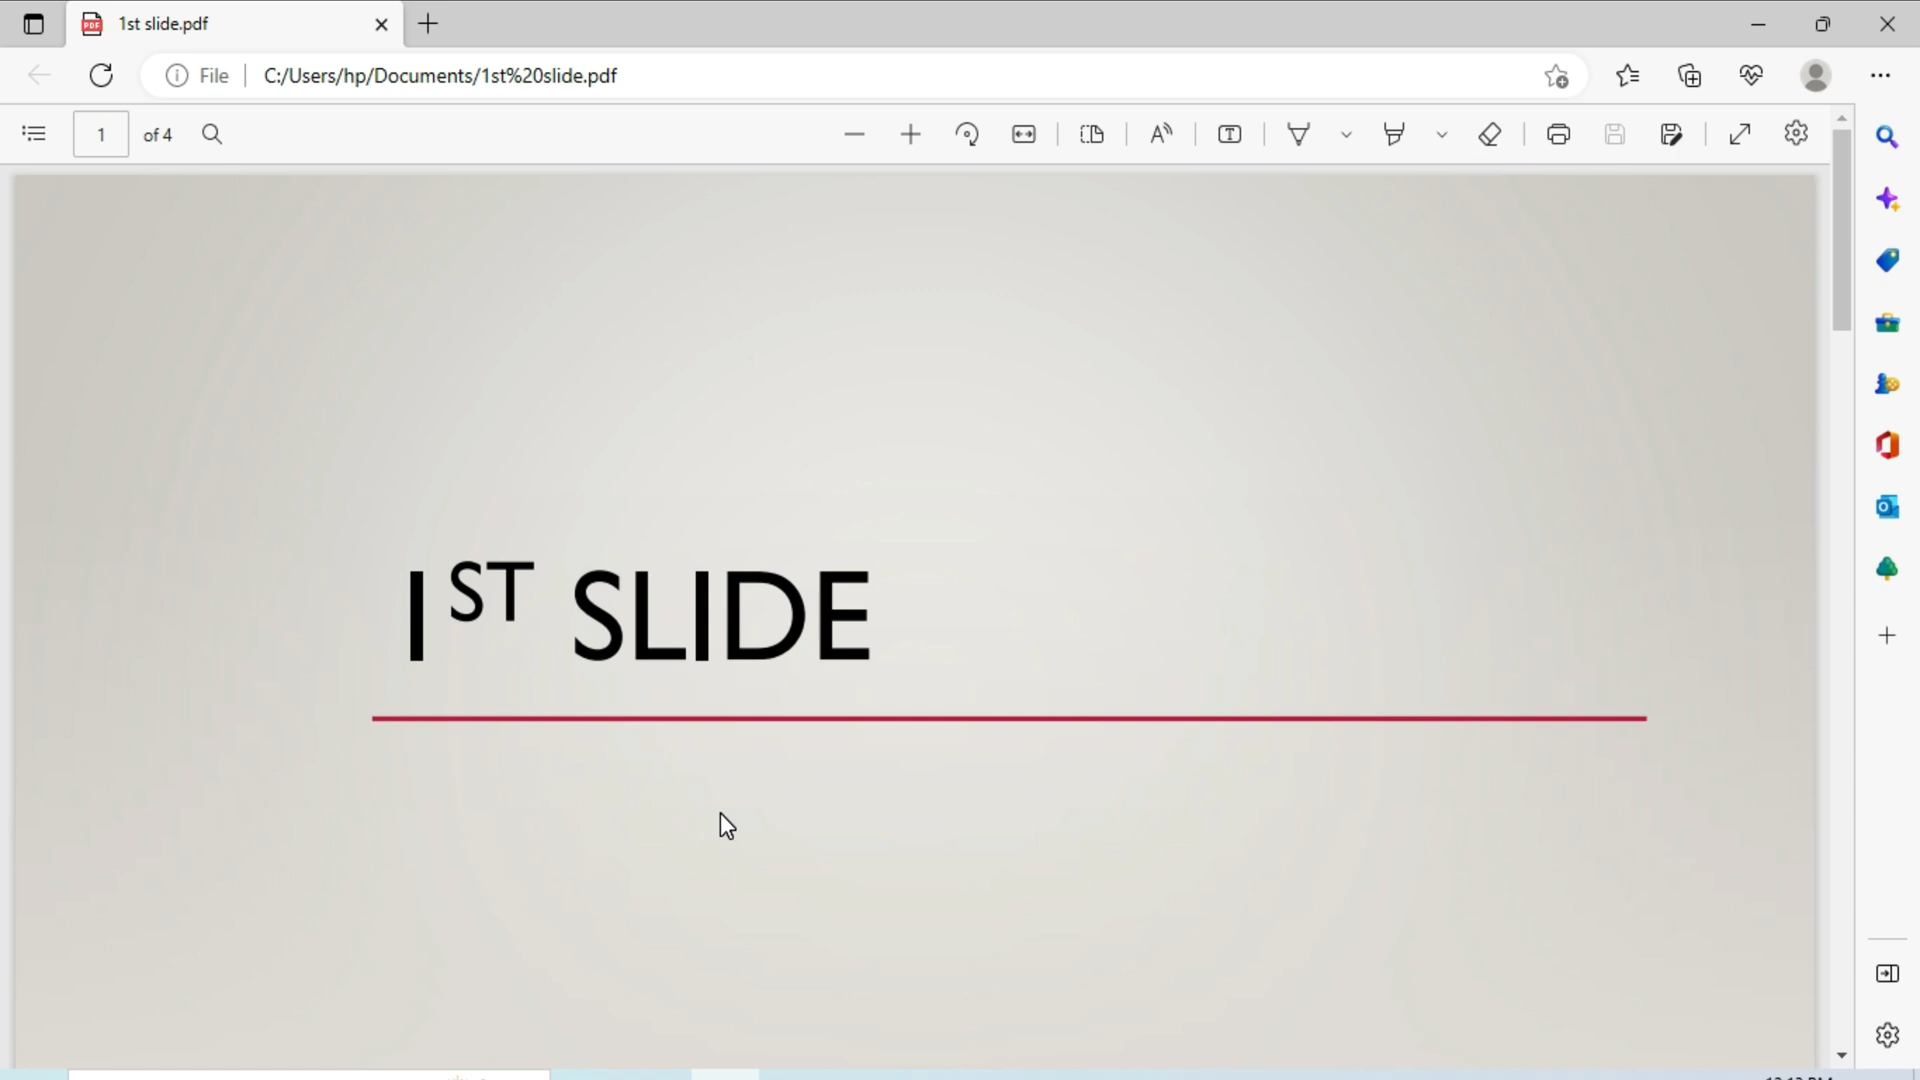 1st slide.pdf
File C:/Users/hp/Documents/1st%20slide.pdf
1 of 4
1ST SLIDE